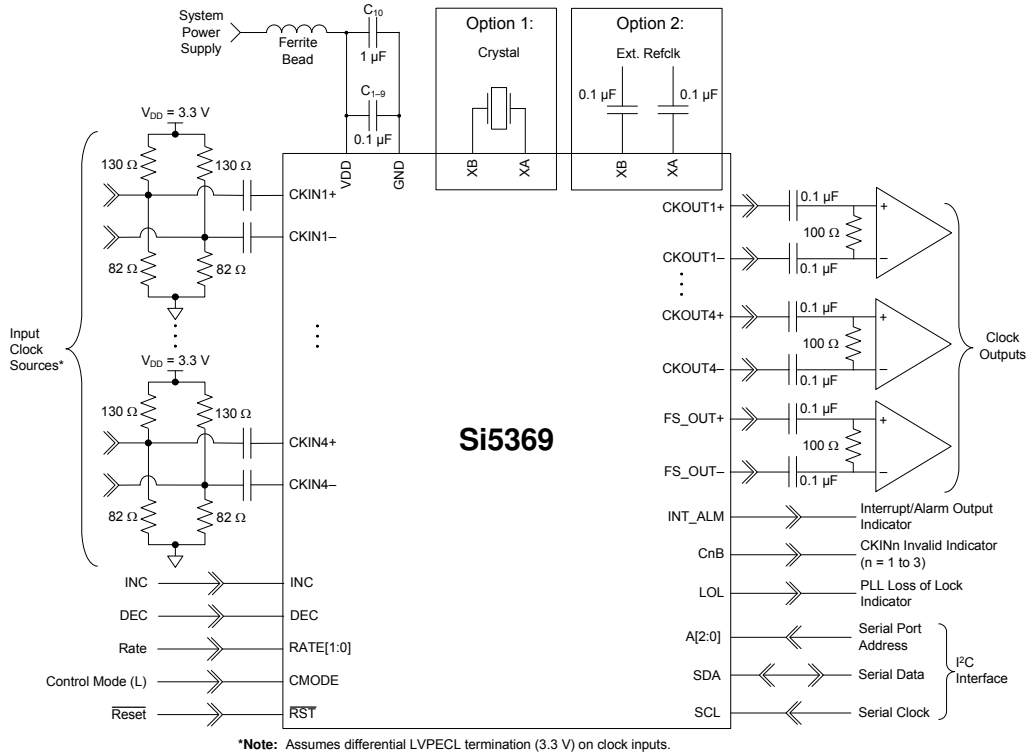 System
Power
Supply
Ferrite
Bead
C10
1 µF
C1–9
0.1 µF
Option 1:
Crystal
XB
XA
Option 2:
Ext. Refclk
0.1 µF
0.1 µF
XB
XA
VDD
GND
VDD = 3.3 V
130 Ω
130 Ω
CKIN1+
CKIN1–
82 Ω
82 Ω
Input
Clock
Sources*
VDD = 3.3 V
130 Ω
130 Ω
CKIN4+
CKIN4–
82 Ω
82 Ω
INC
INC
DEC
DEC
Rate
RATE[1:0]
Control Mode (L)
CMODE
Reset
RST
Si5369
CKOUT1+
0.1 µF
+
100 Ω
CKOUT1–
–
0.1 µF
CKOUT4+
0.1 µF
+
100 Ω
CKOUT4–
–
0.1 µF
FS_OUT+
0.1 µF
+
100 Ω
FS_OUT–
–
0.1 µF
Clock
Outputs
INT_ALM
Interrupt/Alarm Output
Indicator
CnB
CKINn Invalid Indicator
(n = 1 to 3)
LOL
PLL Loss of Lock
Indicator
A[2:0]
Serial Port
Address
SDA
Serial Data
SCL
Serial Clock
I²C
Interface
*Note: Assumes differential LVPECL termination (3.3 V) on clock inputs.